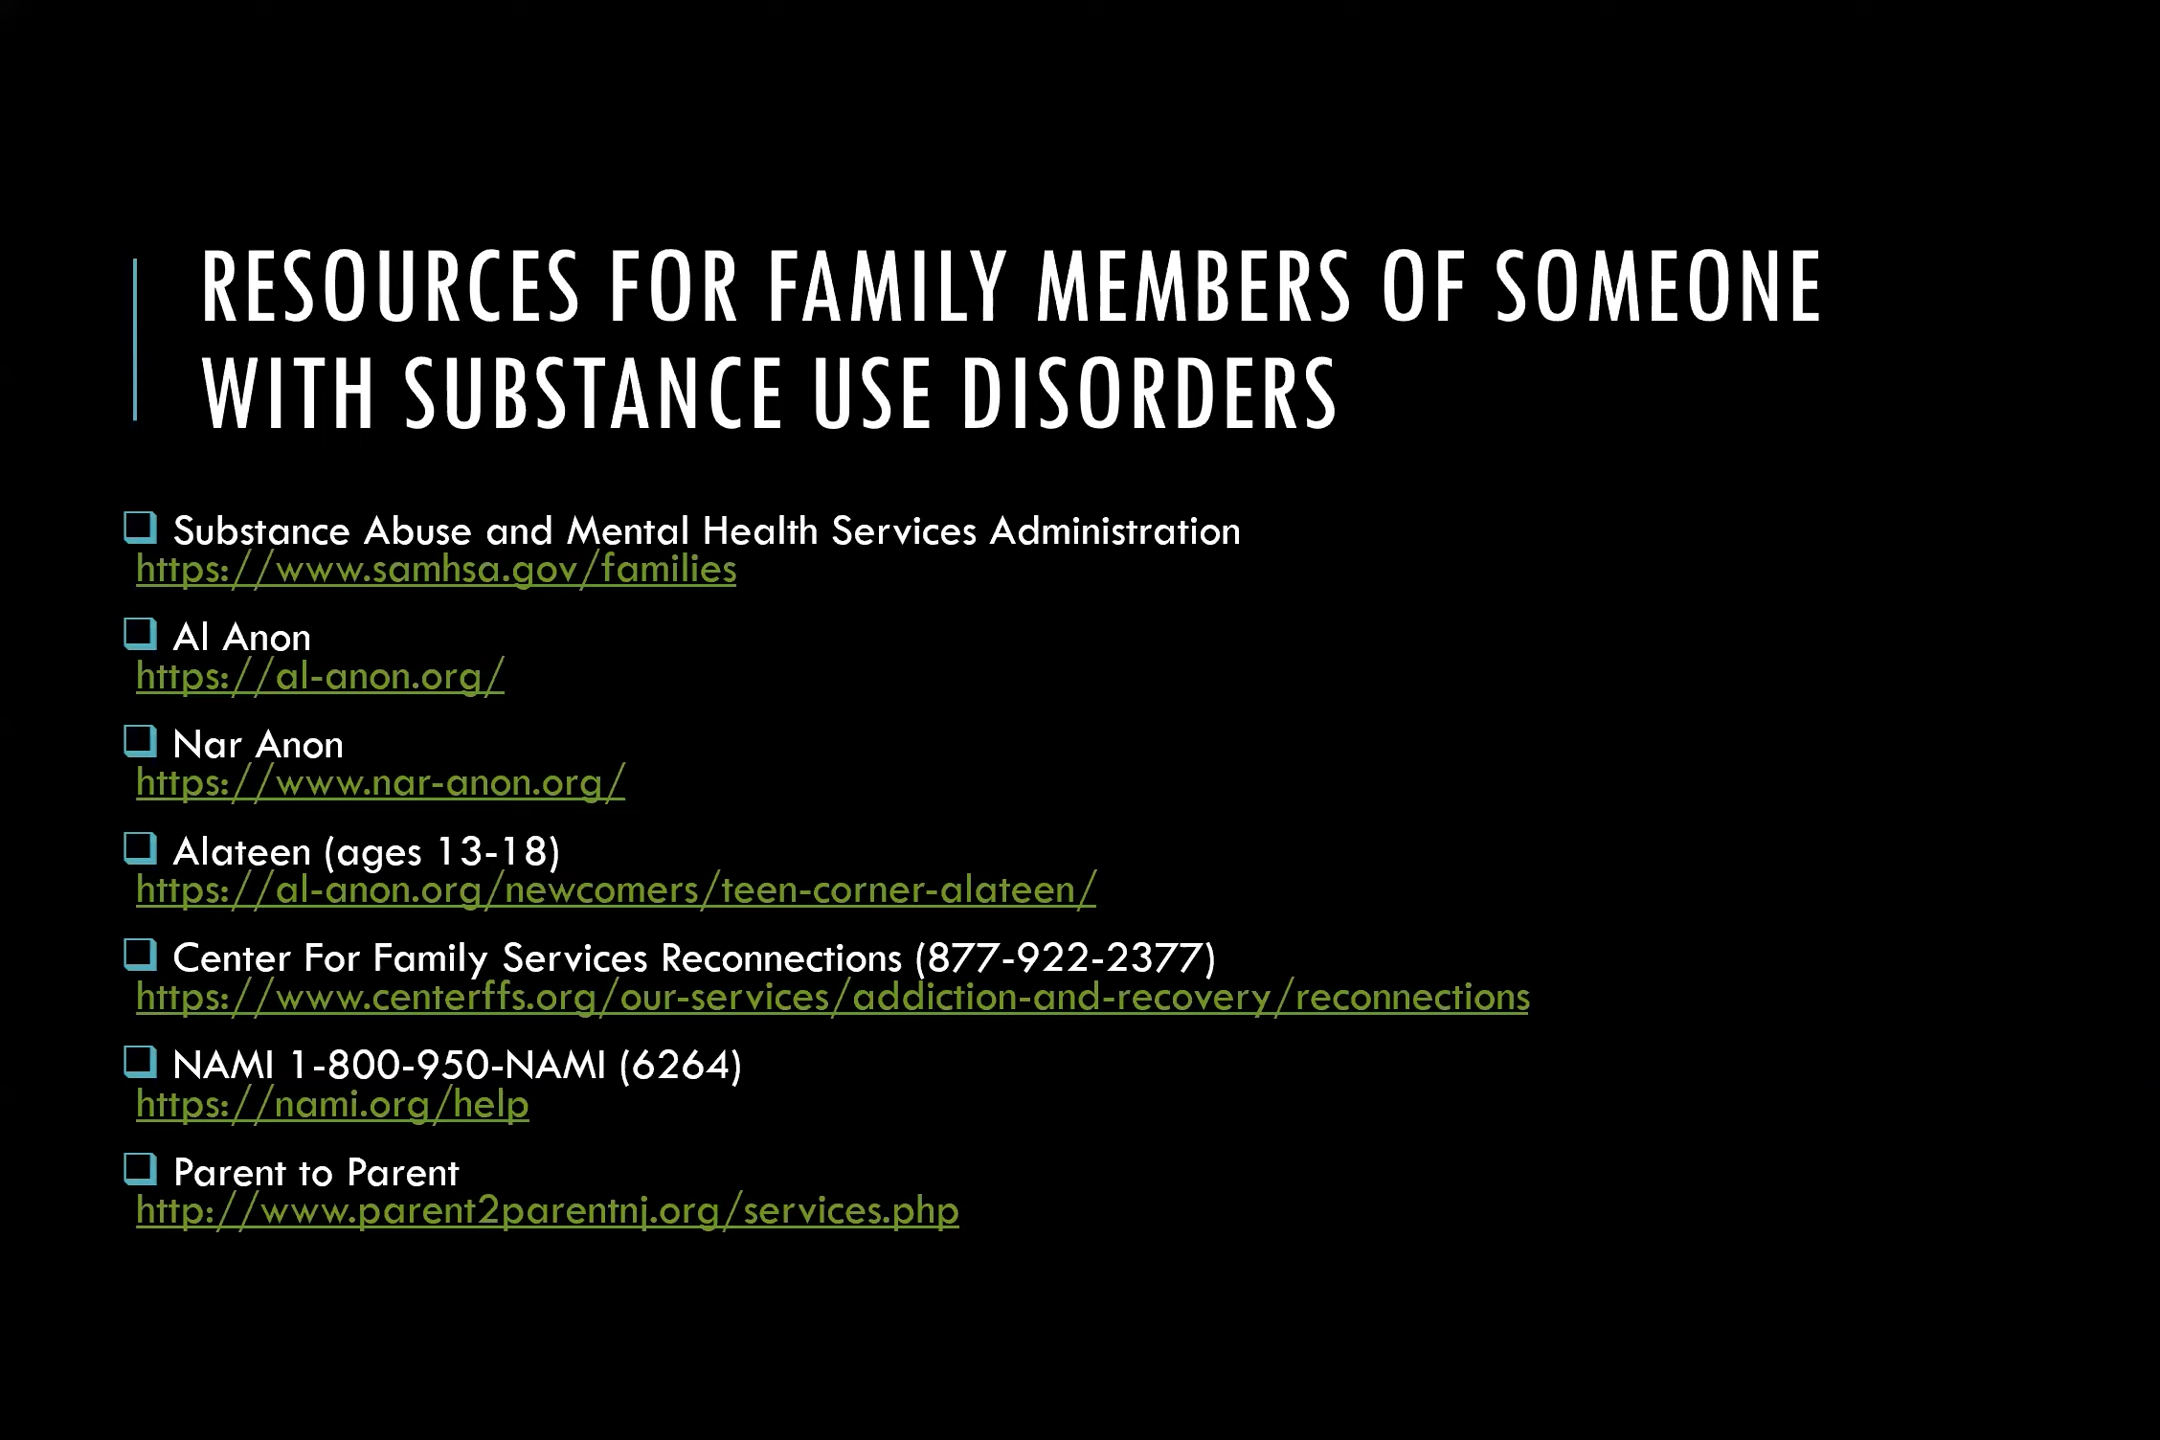 RESOURCES FOR FAMILY MEMBERS OF SOMEONE
WITH SUBSTANCE USE DISORDERS
Substance Abuse and Mental Health Services Administration
https://www.samhsa.gov/families
Al Anon
https://al-anon.org/
Nar Anon
https://www.nar-anon.org/
Alateen (ages 13-18)
https://al-anon.org/newcomers/teen-corner-alateen/
Center For Family Services Reconnections (877-922-2377)
https://www.centerffs.org/our-services/addiction-and-recovery/reconnections
NAMI 1-800-950-NAMI (6264)
https://nami.org/help
Parent to Parent
http://www.parent2parentnj.org/services.php